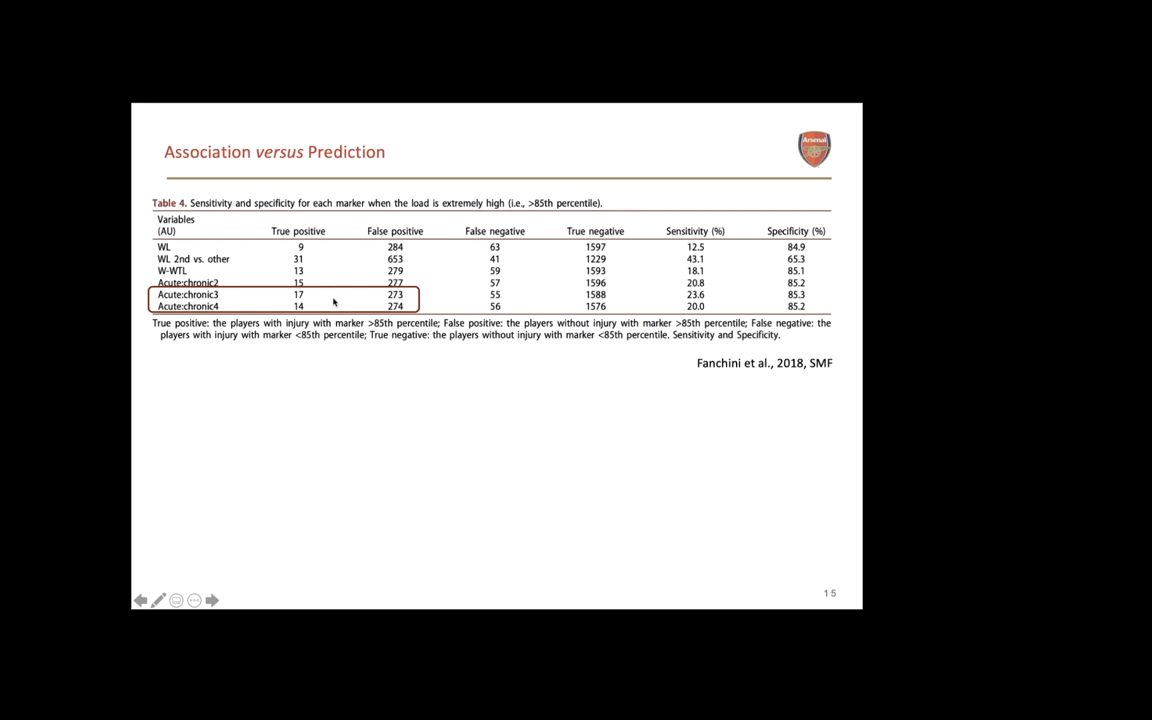 Association versus Prediction
Arsenal
Table 4. Sensitivity and specificity for each marker when the load is extremely high (i.e., >85th percentile).
Variables
(AU) True positive False positive False negative True negative Sensitivity (%) Specificity (%)
WL 9 284 63 1597 12.5 84.9
WL 2nd vs. other 31 653 41 1229 43.1 65.3
W-WTL 13 279 59 1593 18.1 85.1
Acute:chronic2 15 277 57 1596 20.8 85.2
Acute:chronic3 17 273 55 1588 23.6 85.3
Acute:chronic4 14 274 56 1576 20.0 85.2
True positive: the players with injury with marker >85th percentile; False positive: the players without injury with marker >85th percentile; False negative: the
players with injury with marker <85th percentile; True negative: the players without injury with marker <85th percentile. Sensitivity and Specificity.
Fanchini et al., 2018, SMF
15